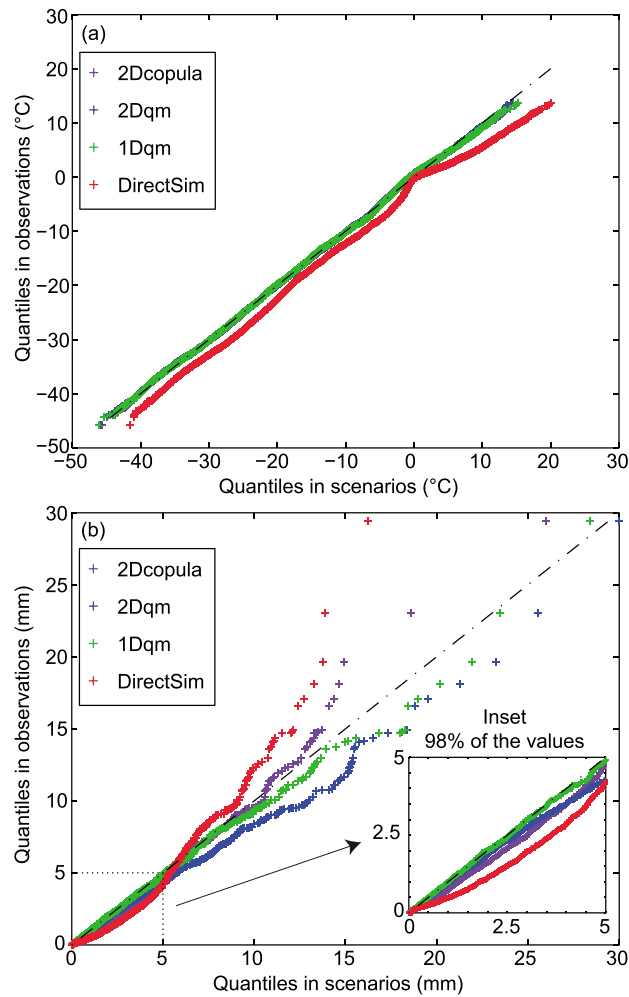 (a)
2Dcopula
2Dqm
1Dqm
DirectSim
30
20
10
0
−10
−20
−30
−40
−50
Quantiles in observations (°C)
−50 −40 −30 −20 −10 0 10 20 30
Quantiles in scenarios (°C)
(b)
2Dcopula
2Dqm
1Dqm
DirectSim
30
25
20
15
10
5
0
Quantiles in observations (mm)
Inset
98% of the values
5
2.5
0
0 2.5 5
0 5 10 15 20 25 30
Quantiles in scenarios (mm)